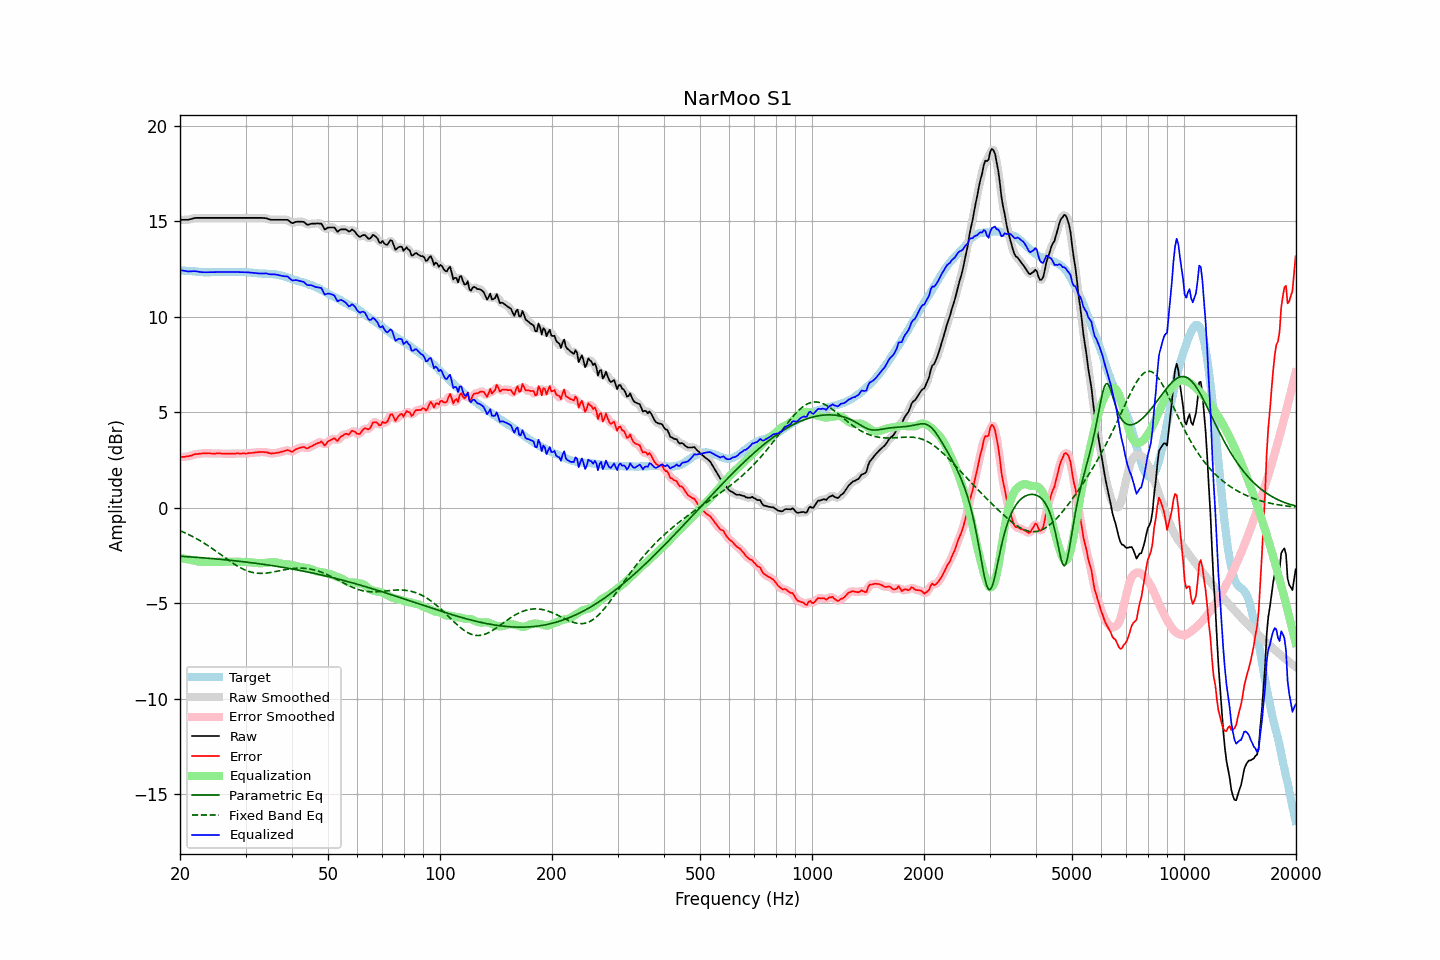 NarMoo S1
Amplitude (dBr)
20
15
10
5
0
−5
−10
−15
Target
Raw Smoothed
Error Smoothed
Raw
Error
Equalization
Parametric Eq
Fixed Band Eq
Equalized
20 50 100 200 500 1000 2000 5000 10000 20000
Frequency (Hz)